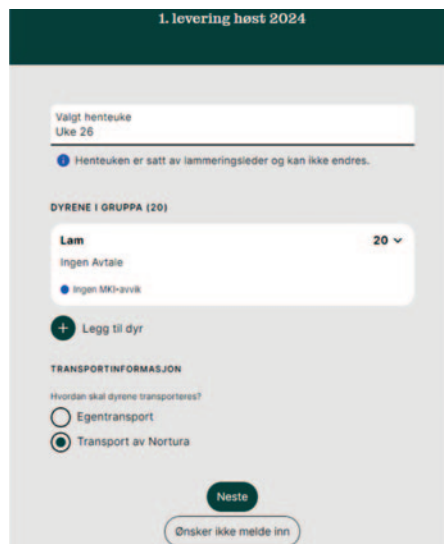 1. levering høst 2024
Valgt henteuke
Uke 26
Henteuken er satt av lammeringsleder og kan ikke endres.
DYRENE I GRUPPA (20)
Lam 20
Ingen Avtale
Ingen MKI-avvik
Legg til dyr
TRANSPORTINFORMASJON
Hvordan skal dyrene transporteres?
Egentransport
Transport av Nortura
Neste
Ønsker ikke melde inn